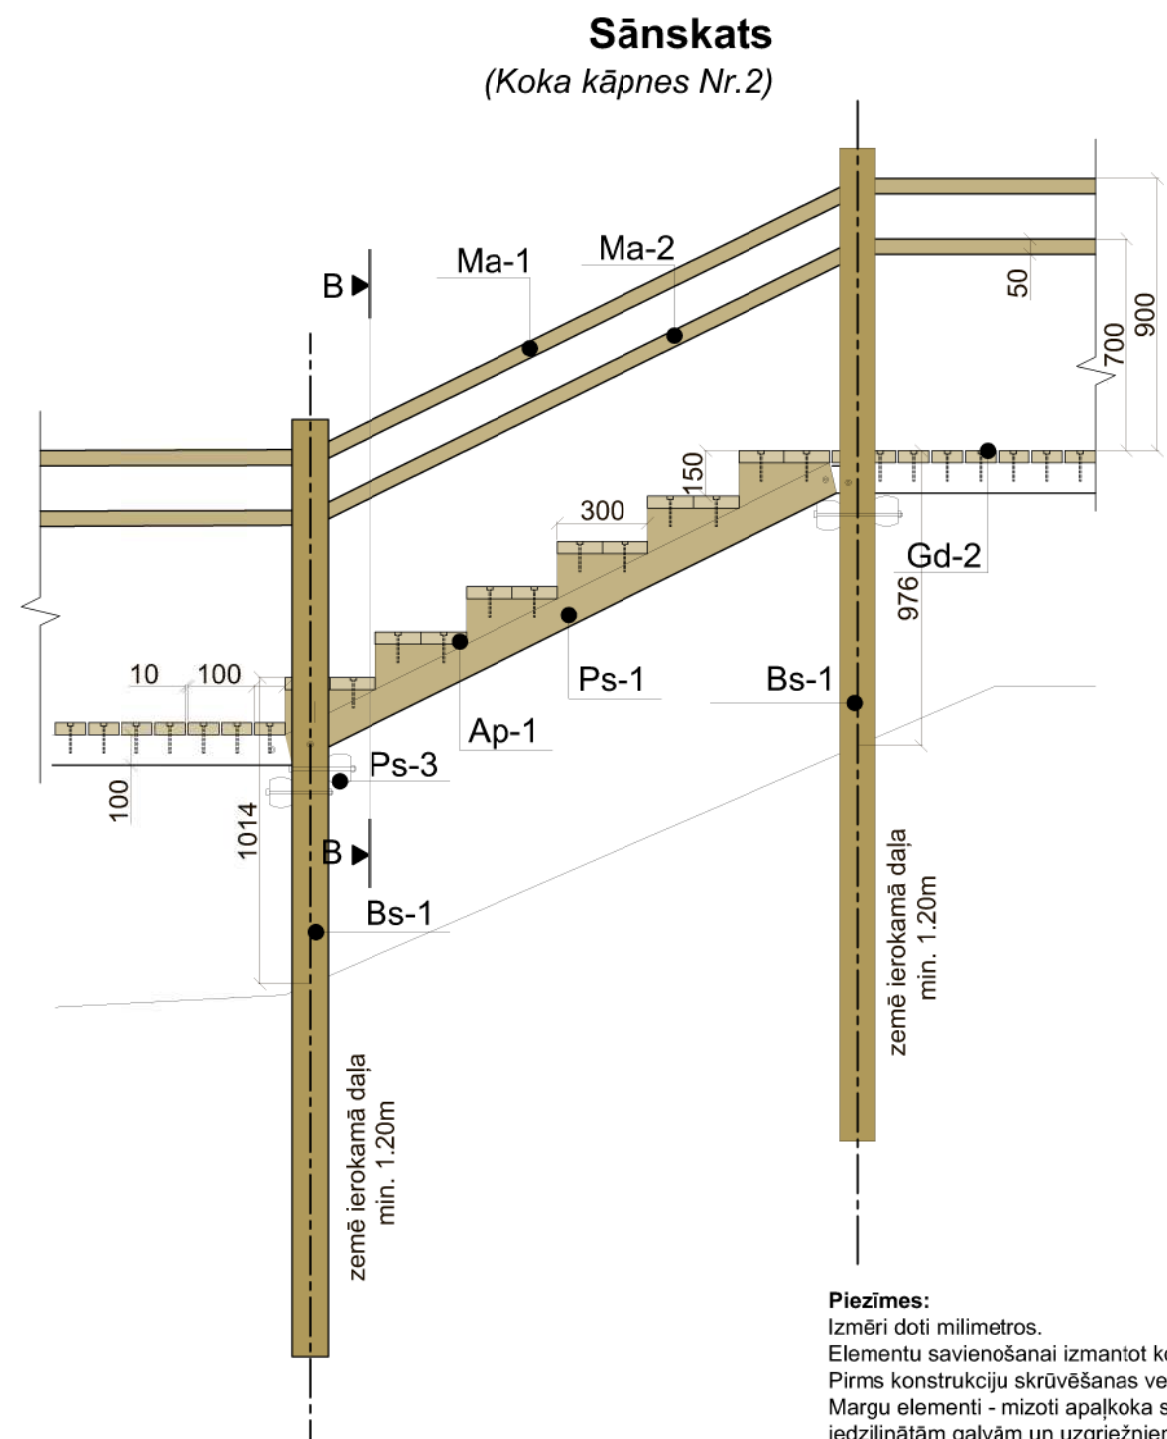 Sānskats
(Koka kāpnes Nr.2)
Ma-1
Ma-2
B
50
900
700
150
300
Gd-2
976
10
100
Ps-1
Bs-1
Ap-1
Ps-3
100
1014
B
Bs-1
zemē ierokamā daļa
min. 1.20m
zemē ierokamā daļa
min. 1.20m
Piezīmes:
Izmēri doti milimetros.
Elementu savienošanai izmantot
Pirms konstrukciju skrūvēšanas
Margu elementi - mizoti apaļkoka
iedziļinātām galvām un